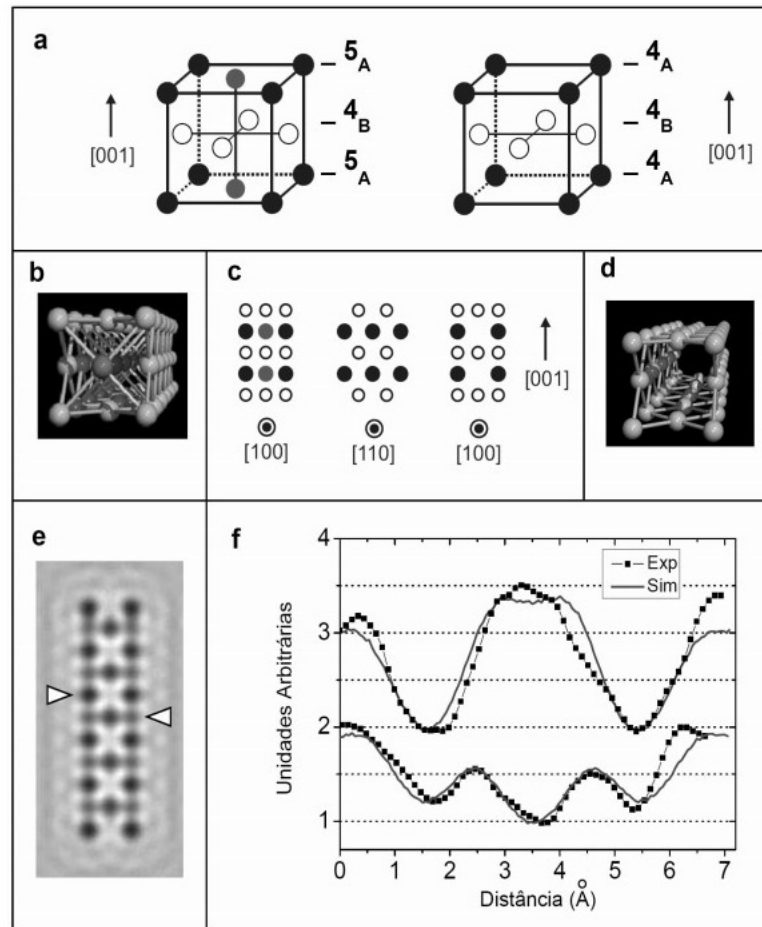 a
5A
4B
5A
[001]
4A
4B
4A
[001]
b
c
[001]
[100]
[110]
[100]
d
e
f
4
3
2
1
Exp
Sim
Unidades Arbitrárias
0 1 2 3 4 5 6 7
Distância (Å)